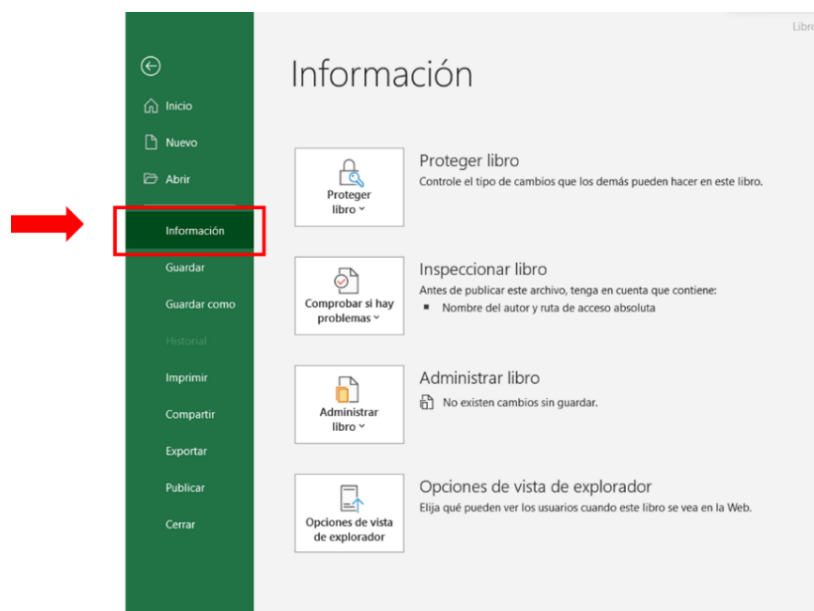 Libro
Información
Inicio
Nuevo
Abrir
Información
Guardar
Guardar como
Historial
Imprimir
Compartir
Exportar
Publicar
Cerrar
Proteger
libro
Proteger libro
Controle el tipo de cambios que los demás pueden hacer en este libro.
Comprobar si hay
problemas
Inspeccionar libro
Antes de publicar este archivo, tenga en cuenta que contiene:
Nombre del autor y ruta de acceso absoluta
Administrar
libro
Administrar libro
No existen cambios sin guardar.
Opciones de vista
de explorador
Opciones de vista de explorador
Elija qué pueden ver los usuarios cuando este libro se vea en la Web.